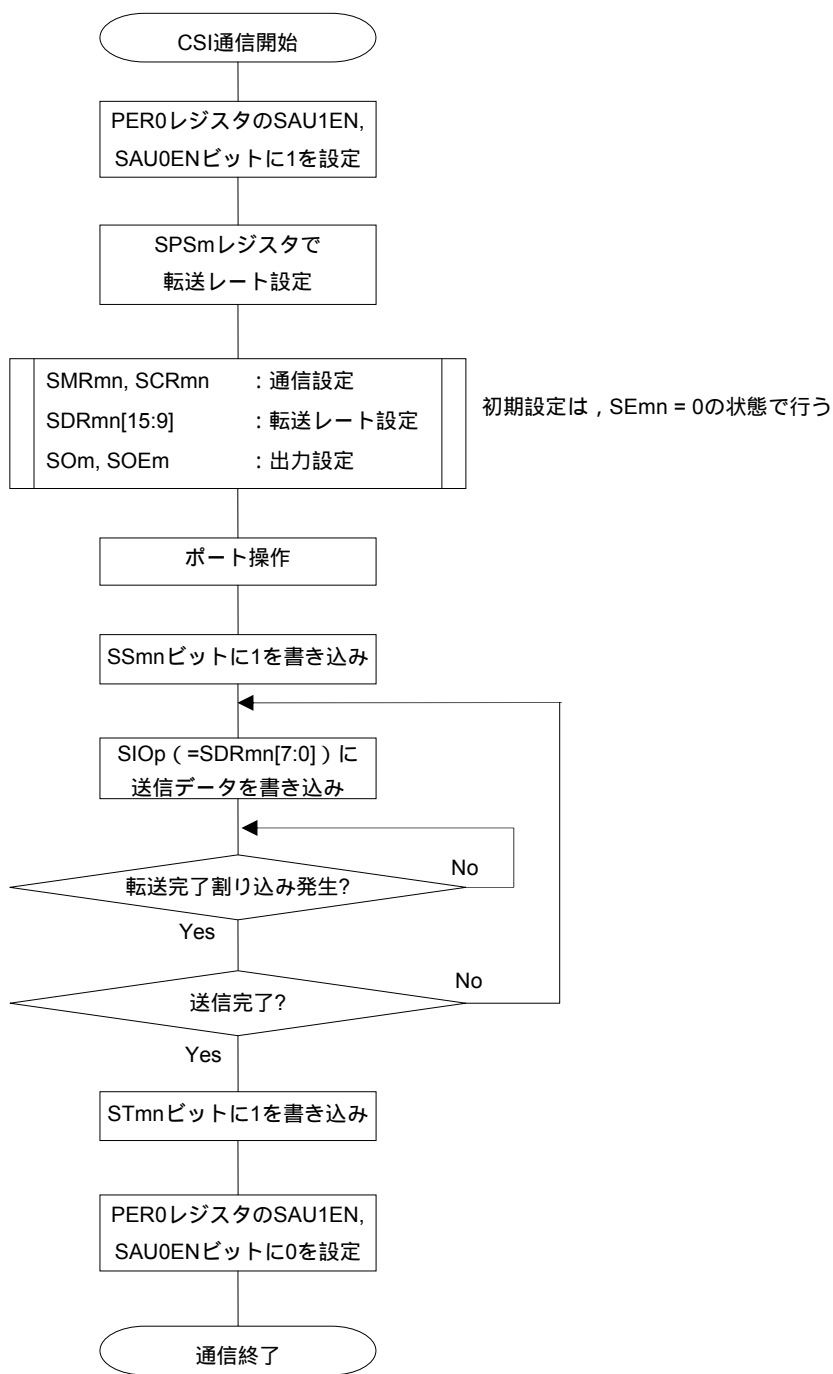 CSI通信開始
PER0レジスタのSAU1EN,
SAU0ENビットに1を設定
SPSmレジスタで
転送レート設定
SMRmn, SCRmn ：通信設定
SDRmn[15:9] ：転送レート設定
SOm, SOEm ：出力設定
初期設定は，SEmn = 0の状態で行う
ポート操作
SSmnビットに1を書き込み
SIOp（=SDRmn[7:0]）に
送信データを書き込み
転送完了割り込み発生?
No
Yes
送信完了?
No
Yes
STmnビットに1を書き込み
PER0レジスタのSAU1EN,
SAU0ENビットに0を設定
通信終了